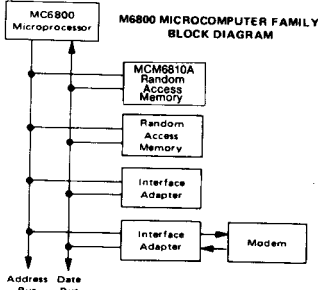 MC6800
Microprocessor
M6800 MICROCOMPUTER FAMILY
BLOCK DIAGRAM
MCM6810A
Random
Access
Memory
Random
Access
Memory
Interface
Adapter
Interface
Adapter
Modem
Address Date